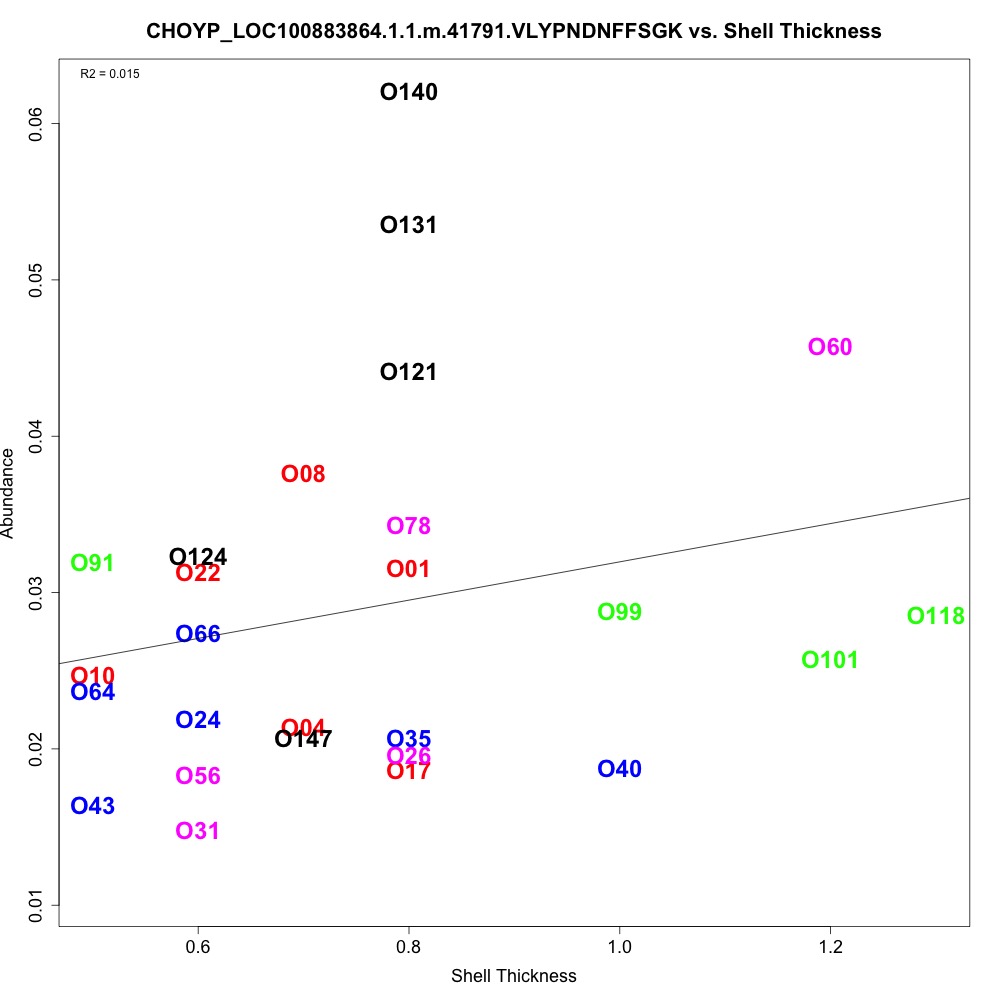 CHOYP_LOC100883864.1.1.m.41791.VLYPNDNFFSGK vs. Shell Thickness
R2 = 0.015
O140
0.06
O131
0.05
O60
O121
0.04
Abundance
O08
O78
O124
O91
O01
O22
0.03
O99
O118
O66
O101
O10
O64
O24
O04
O147
O35
0.02
O26
O17
O40
O56
O43
O31
0.01
0.6 0.8 1.0 1.2
Shell Thickness